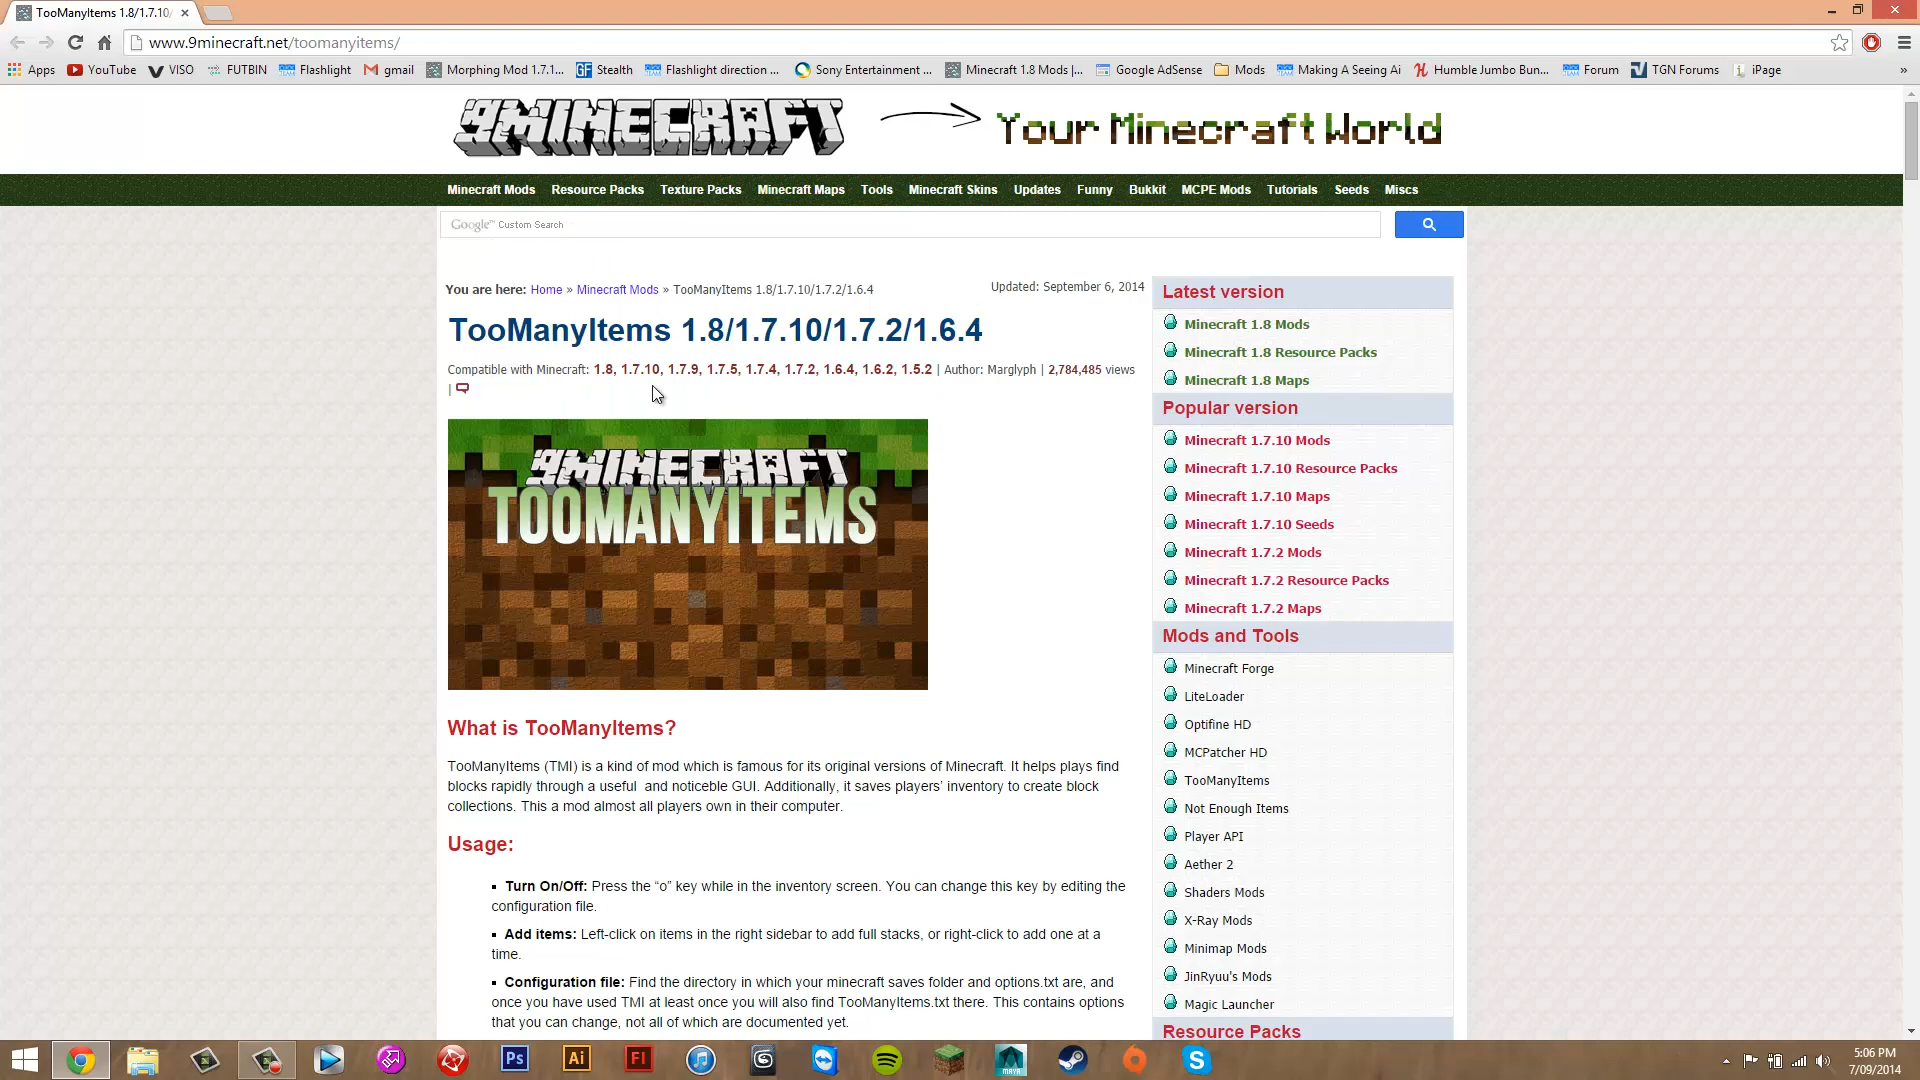 TooManyItems 1.8/1.7.10/
www.9minecraft.net/toomanyitems/
Apps YouTube VISO FUTBIN Flashlight gmail Morphing Mod 1.7.1... Stealth Flashlight direction ... Sony Entertainment ... Minecraft 1.8 Mods |... Google AdSense Mods Making A Seeing Ai Humble Jumbo Bun... Forum TGN Forums iPage »
9MINECRAFT Your Minecraft World
Minecraft Mods Resource Packs Texture Packs Minecraft Maps Tools Minecraft Skins Updates Funny Bukkit MCPE Mods Tutorials Seeds Miscs
Google™ Custom Search
You are here: Home » Minecraft Mods » TooManyItems 1.8/1.7.10/1.7.2/1.6.4
Updated: September 6, 2014
TooManyItems 1.8/1.7.10/1.7.2/1.6.4
Compatible with Minecraft: 1.8, 1.7.10, 1.7.9, 1.7.5, 1.7.4, 1.7.2, 1.6.4, 1.6.2, 1.5.2 | Author: Marglyph | 2,784,485 views
|
9MINECRAFT
TOOMANYITEMS
What is TooManyItems?
TooManyItems (TMI) is a kind of mod which is famous for its original versions of Minecraft. It helps plays find
blocks rapidly through a useful and noticble GUI. Additionally, it saves players’ inventory to create block
collections. This a mod almost all players own in their computer.
Usage:
▪ Turn On/Off: Press the “o” key while in the inventory screen. You can change this key by editing the
configuration file.
▪ Add items: Left-click on items in the right sidebar to add full stacks, or right-click to add one at a
time.
▪ Configuration file: Find the directory in which your minecraft saves folder and options.txt are, and
once you have used TMI at least once you will also find TooManyItems.txt there. This contains options
that you can change, not all of which are documented yet.
Latest version
Minecraft 1.8 Mods
Minecraft 1.8 Resource Packs
Minecraft 1.8 Maps
Popular version
Minecraft 1.7.10 Mods
Minecraft 1.7.10 Resource Packs
Minecraft 1.7.10 Maps
Minecraft 1.7.10 Seeds
Minecraft 1.7.2 Mods
Minecraft 1.7.2 Resource Packs
Minecraft 1.7.2 Maps
Mods and Tools
Minecraft Forge
LiteLoader
Optifine HD
MCPatcher HD
TooManyItems
Not Enough Items
Player API
Aether 2
Shaders Mods
X-Ray Mods
Minimap Mods
JinRyuu's Mods
Magic Launcher
Resource Packs
Ps Ai Fl MAYA
5:06 PM
7/09/2014